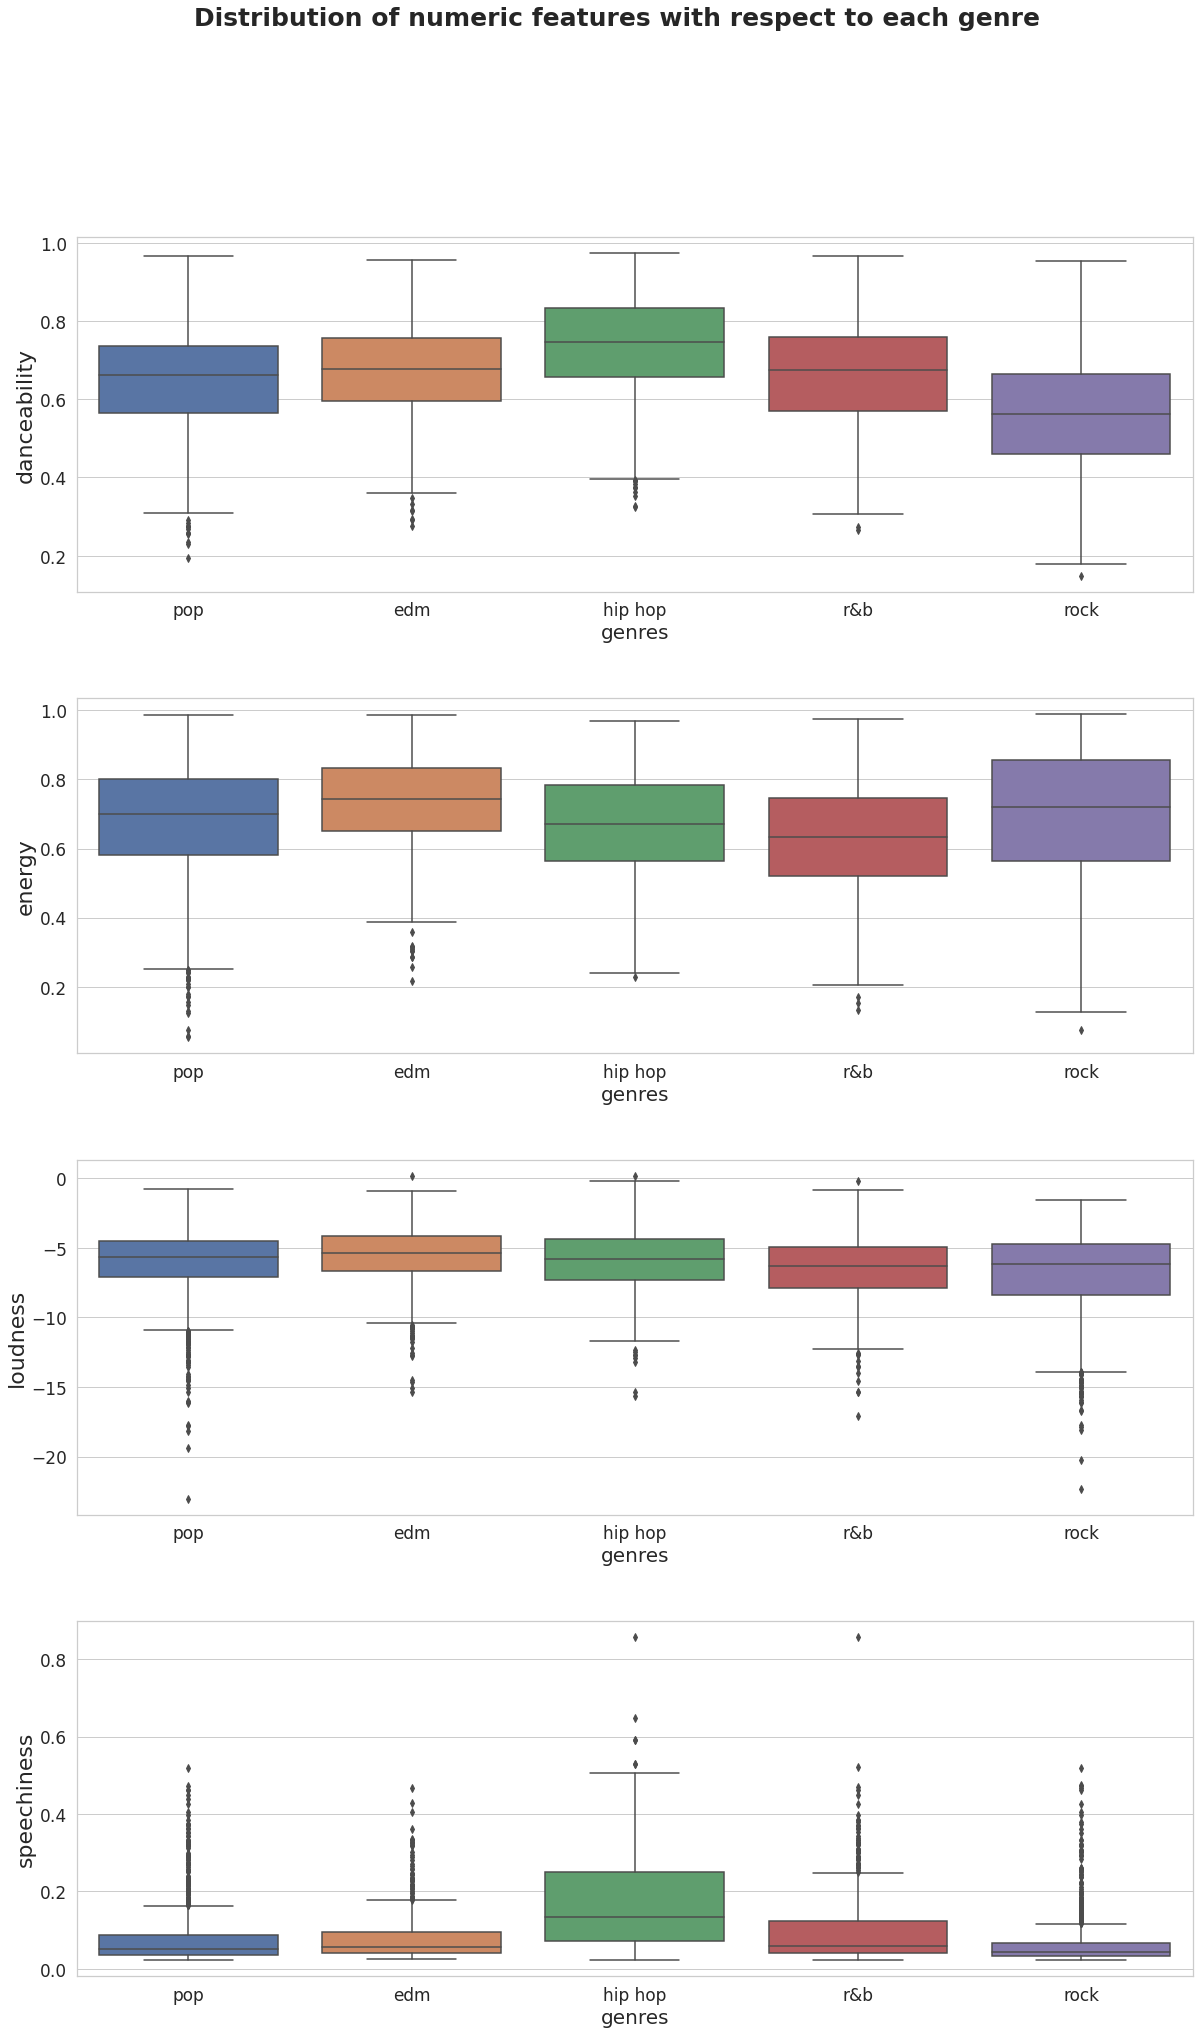 Distribution of numeric features with respect to each genre
1.0
0.8
0.6
0.4
0.2
danceability
pop edm hip hop r&b rock
genres
1.0
0.8
0.6
0.4
0.2
energy
pop edm hip hop r&b rock
genres
0
−5
−10
−15
−20
loudness
pop edm hip hop r&b rock
genres
0.8
0.6
0.4
0.2
0.0
speechiness
pop edm hip hop r&b rock
genres